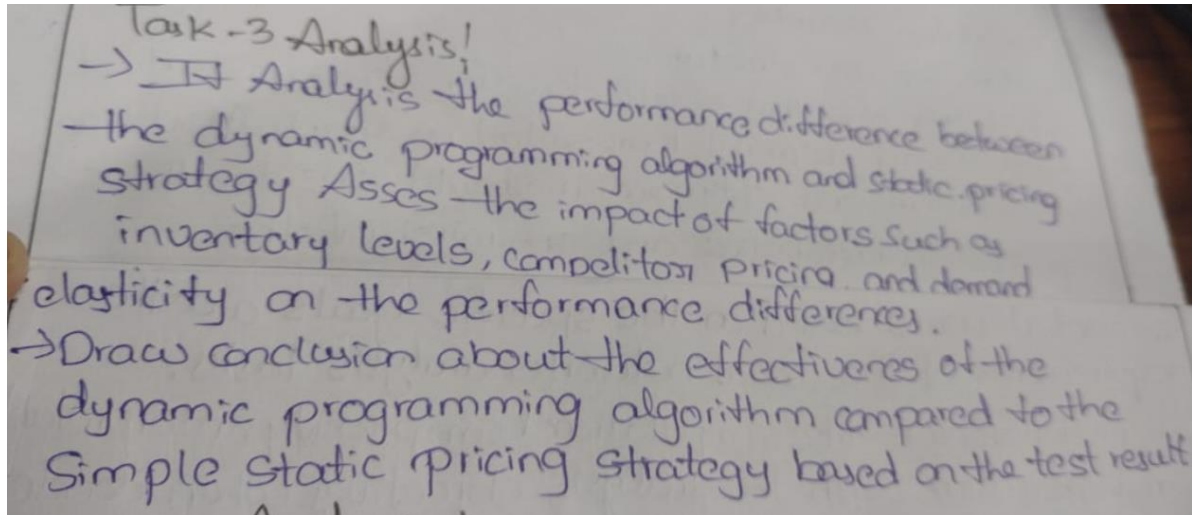 Task-3 Analysis!
→ It Analysis the performance difference between
the dynamic programming algorithm and static pricing
strategy Asses the impact of factors such as
inventary levels, competitor pricing and demand
elasticity on the performance differences.
→ Draw conclusion about the effectivenes of the
dynamic programming algorithm compared to the
Simple static pricing strategy based on the test result